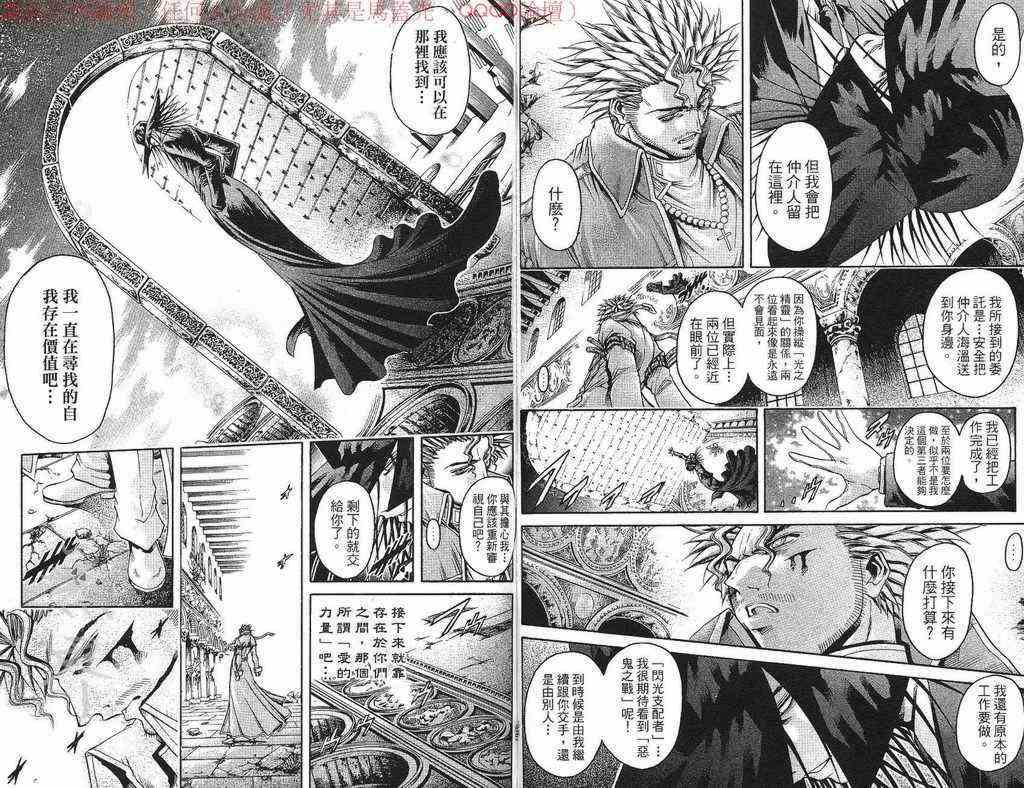 是的，
但我會把
仲介人留
在這裡。
什麼？
我所接到的委
託是…安全把
仲介人海溫送
到你身邊。
因為你操縱「光之
精靈」的關係，兩
位看起來像是永遠
不會見面，
但實際上…
兩位已經近
在眼前了。
…
我已經把工
作完成了，
至於兩位要怎麼
做，似乎不是我
這個第三者能夠
決定的。
…
你接下來有
什麼打算？
我還有原本的
工作要做。
「閃光支配者」…
我很期待看到「惡
鬼之戰」呢！
到時候是由我繼
續跟你交手，還
是由別人…
我應該可以在
那裡找到…
我一直在尋找的自
我存在價值吧…
與其擔心我，
你應該重新審
視自己吧？
…
剩下的就交
給你了。
接下來就靠
存在於你們
之間，那個
所謂「愛的
力量」吧…